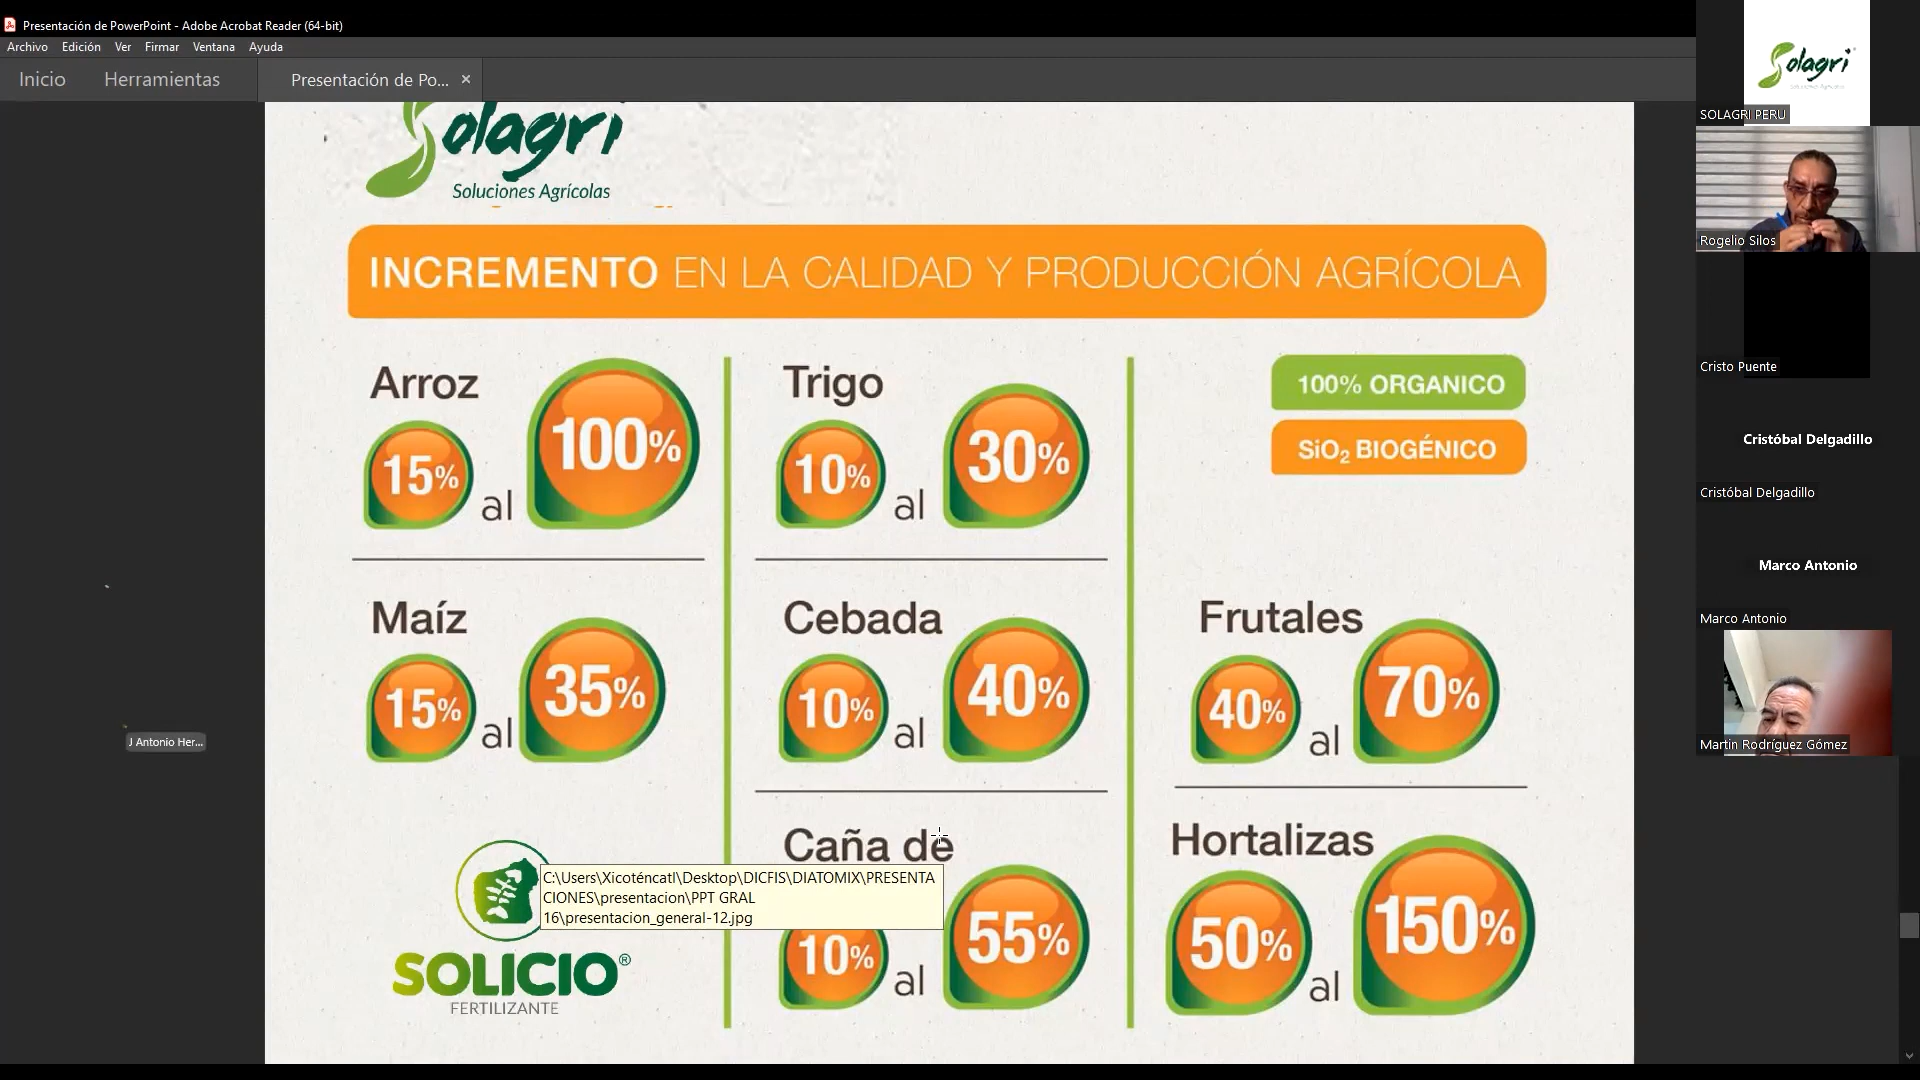 Presentación de PowerPoint - Adobe Acrobat Reader (64-bit)
Archivo Edición Ver Firmar Ventana Ayuda
Inicio Herramientas Presentación de Po... ×
Solagri
Soluciones Agrícolas
INCREMENTO EN LA CALIDAD Y PRODUCCIÓN AGRÍCOLA
Arroz
15% al 100%
Trigo
10% al 30%
100% ORGANICO
SiO₂ BIOGÉNICO
Maíz
15% al 35%
Cebada
10% al 40%
Frutales
40% al 70%
Caña de
10% al 55%
Hortalizas
50% al 150%
C:\Users\Xicoténcatl\Desktop\DICFIS\DIATOMIX\PRESENTA
CIONES\presentacion\PPT GRAL
16\presentacion_general-12.jpg
SOLICIO®
FERTILIZANTE
J Antonio Her...
Solagri
SOLAGRI PERU
Rogelio Silos
Cristo Puente
Cristóbal Delgadillo
Cristóbal Delgadillo
Marco Antonio
Marco Antonio
Martin Rodríguez Gómez